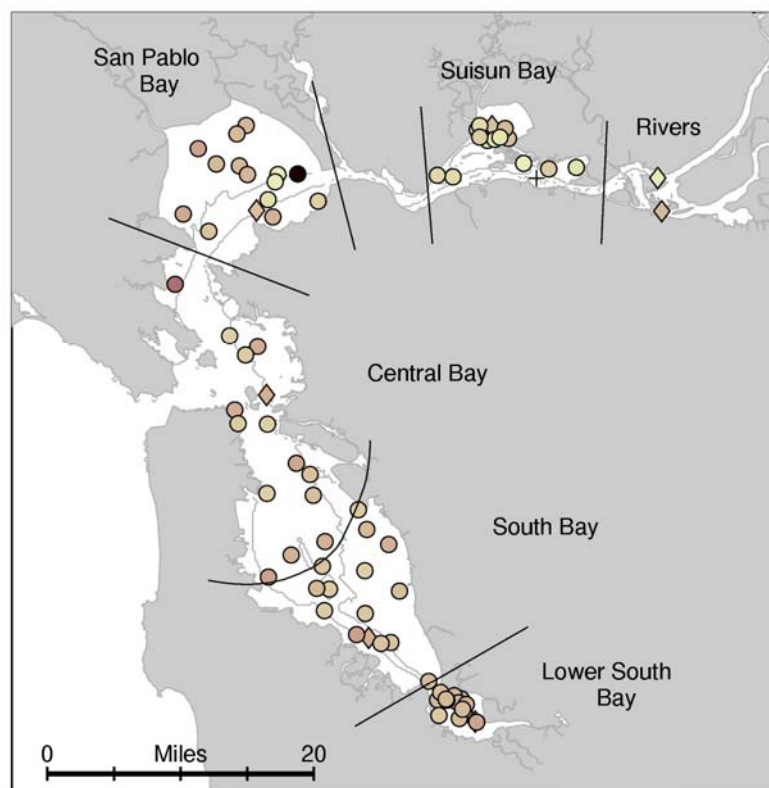 San Pablo
Bay
Suisun Bay
Rivers
Central Bay
South Bay
Lower South
Bay
0 Miles 20